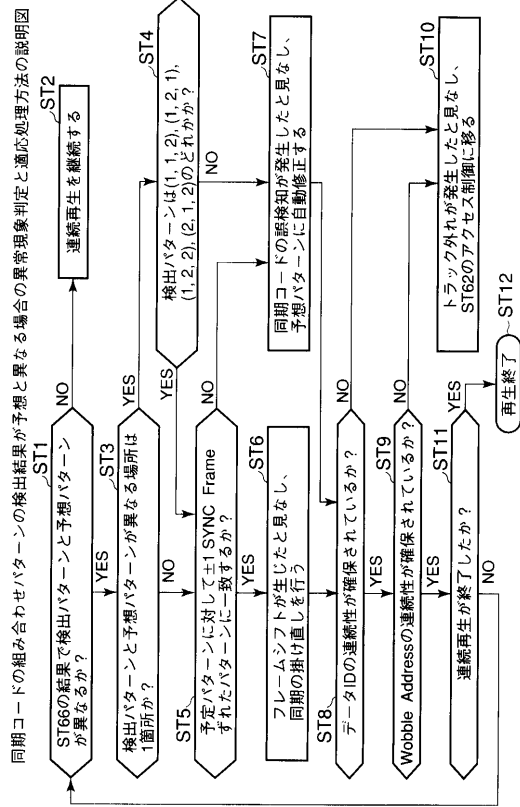 同期コードの組み合わせパターンの検出結果が予想と異なる場合の異常現象判定と適応処理方法の説明図
ST1
ST66の結果で検出パターンと予想パターン
が異なるか?
NO
ST2
連続再生を継続する
YES
ST3
検出パターンと予想パターンが異なる場所は
1箇所か?
YES
ST4
検出パターンは(1, 1, 2), (1, 2, 1),
(1, 2, 2), (2, 1, 2)のどれかか?
NO
YES
NO
ST5
予定パターンに対して±1 SYNC Frame
ずれたパターンに一致するか?
NO
YES
ST6
フレームシフトが生じたと見なし、
同期の掛け直しを行う
ST7
同期コードの誤検知が発生したと見なし、
予想パターンに自動修正する
ST8
データIDの連続性が確保されているか?
NO
YES
ST9
Wobble Addressの連続性が確保されているか?
NO
YES
ST10
トラック外れが発生したと見なし、
ST62のアクセス制御に移る
ST11
連続再生が終了したか?
YES
NO
ST12
再生終了